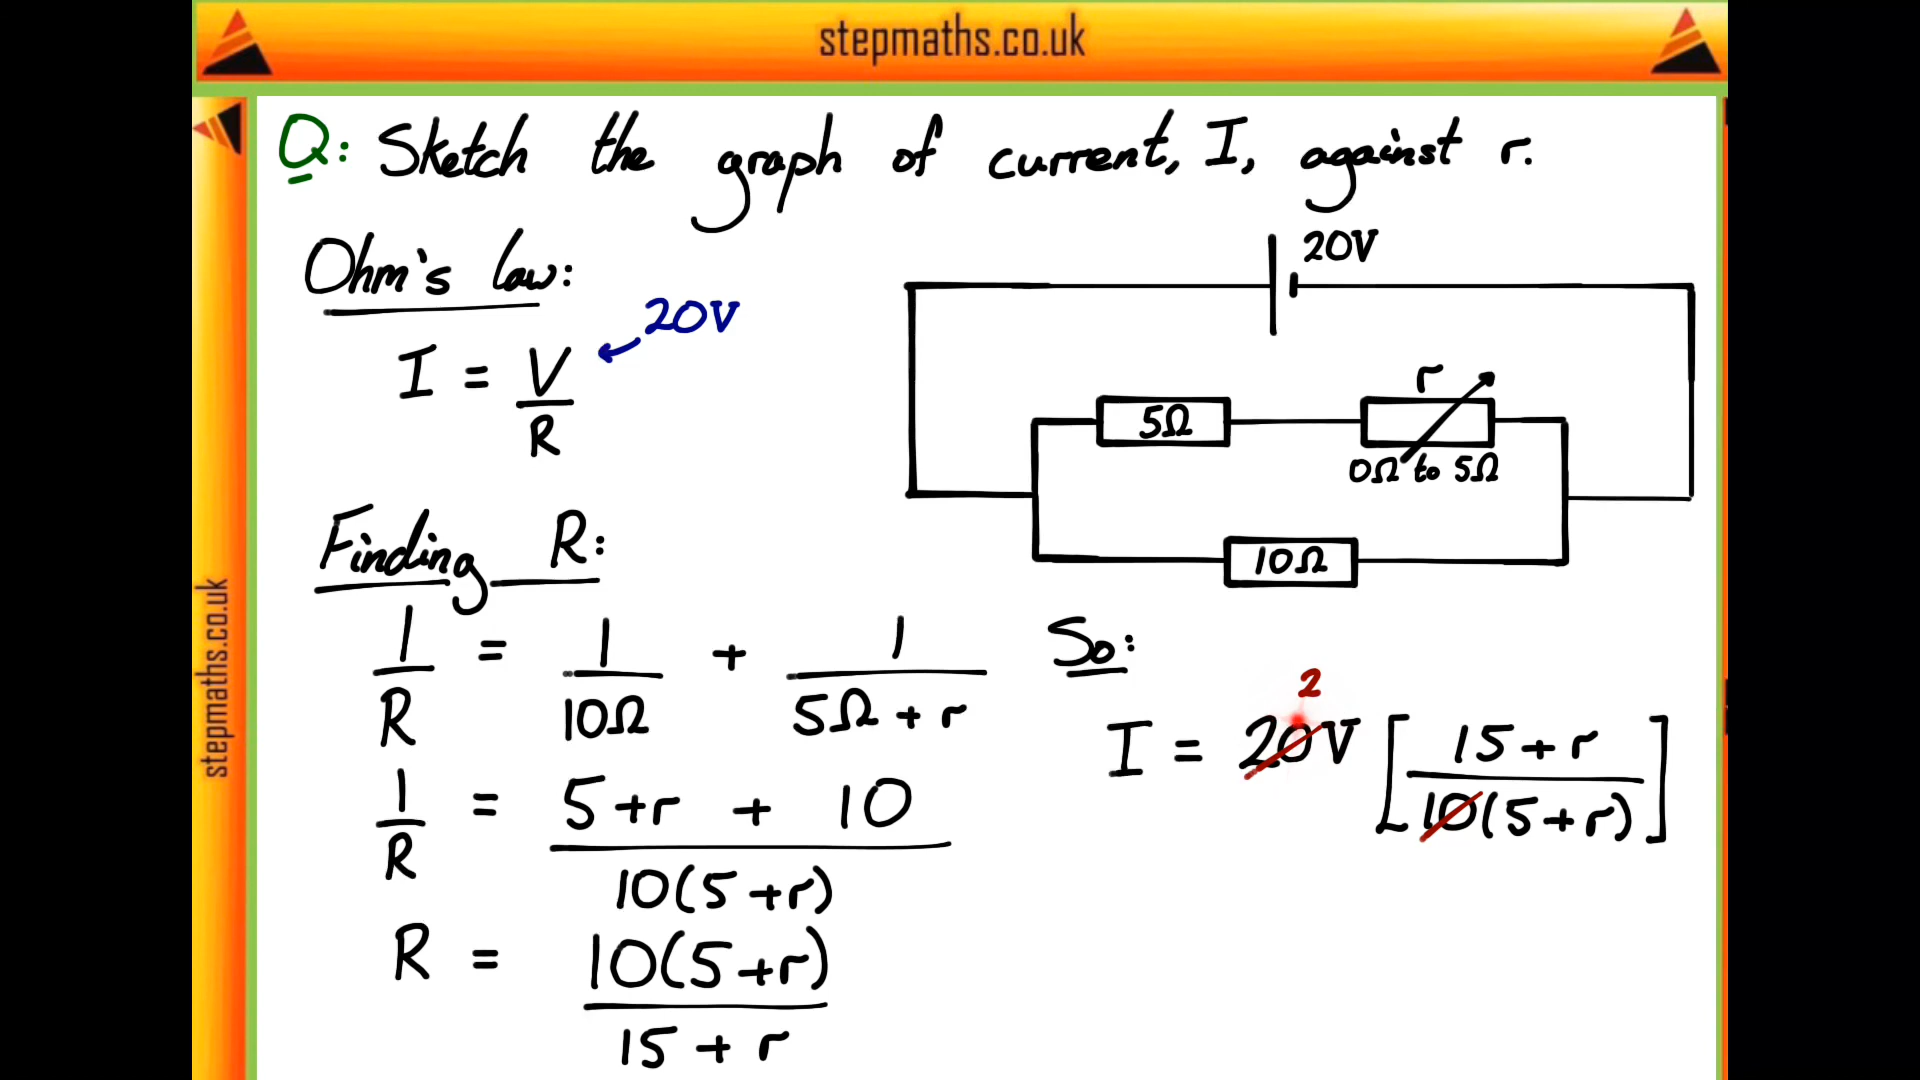 stepmaths.co.uk
stepmaths.co.uk
Q: Sketch the graph of current, I, against r.
Ohm's law:
20V
I = V/R
20V
r
5Ω
0Ω to 5Ω
10Ω
Finding R:
1/R = 1/10Ω + 1/(5Ω + r)
1/R = (5+r + 10)/(10(5+r))
R = 10(5+r)/(15 + r)
So:
2
I = 20V [(15+r)/(10(5+r))]